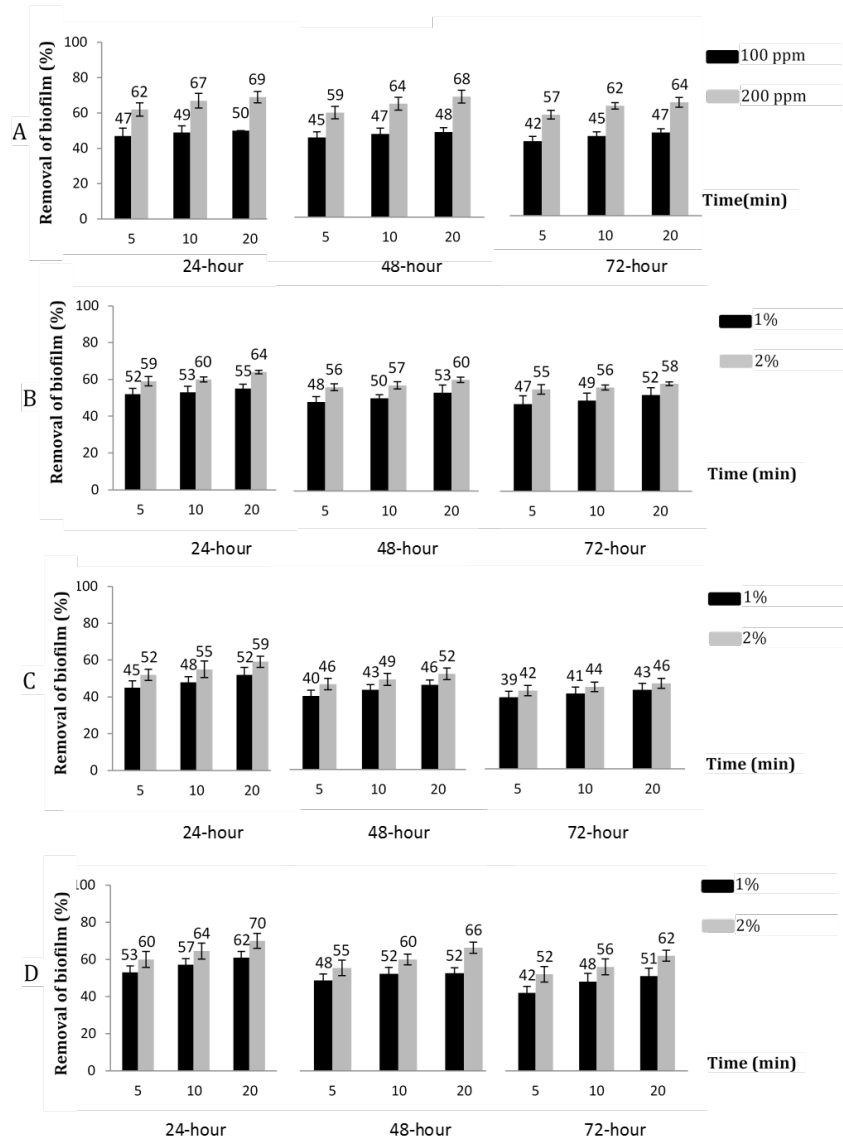 A
Removal of biofilm (%)
100
80
60
40
20
0
47 62 49 67 50 69
45 59 47 64 48 68
42 57 45 62 47 64
100 ppm
200 ppm
Time(min)
5 10 20 5 10 20 5 10 20
24-hour 48-hour 72-hour
B
Removal of biofilm (%)
100
80
60
40
20
0
52 59 53 60 55 64
48 56 50 57 53 60
47 55 49 56 52 58
1%
2%
Time (min)
5 10 20 5 10 20 5 10 20
24-hour 48-hour 72-hour
C
Removal of biofilm (%)
100
80
60
40
20
0
45 52 48 55 52 59
40 46 43 49 46 52
39 42 41 44 43 46
1%
2%
Time (min)
5 10 20 5 10 20 5 10 20
24-hour 48-hour 72-hour
D
Removal of biofilm (%)
100
80
60
40
20
0
53 60 57 64 62 70
48 55 52 60 52 66
42 52 48 56 51 62
1%
2%
Time (min)
5 10 20 5 10 20 5 10 20
24-hour 48-hour 72-hour